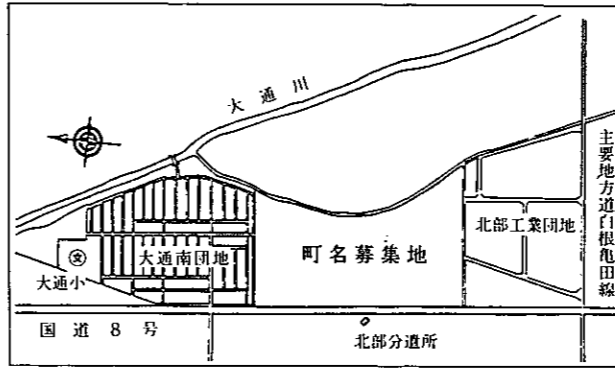 大通川
主要地方道白根亀田線
北部工業団地
町名募集地
大通南団地
文
大通小
国道8号
北部分遣所